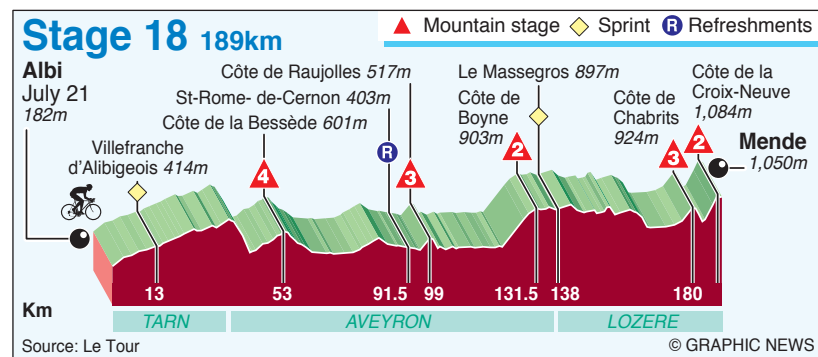 Stage 18 189km
Mountain stage Sprint R Refreshments
Albi
July 21
182m
Villefranche
d'Alibigeois 414m
Côte de Raujolles 517m
St-Rome- de-Cernon 403m
Côte de la Bessède 601m
Le Massegros 897m
Côte de
Boyne
903m
Côte de
Chabrits
924m
Côte de la
Croix-Neuve
1,084m
Mende
1,050m
4
R
3
2
3
2
13 53 91.5 99 131.5 138 180
Km
TARN AVEYRON LOZERE
Source: Le Tour
© GRAPHIC NEWS